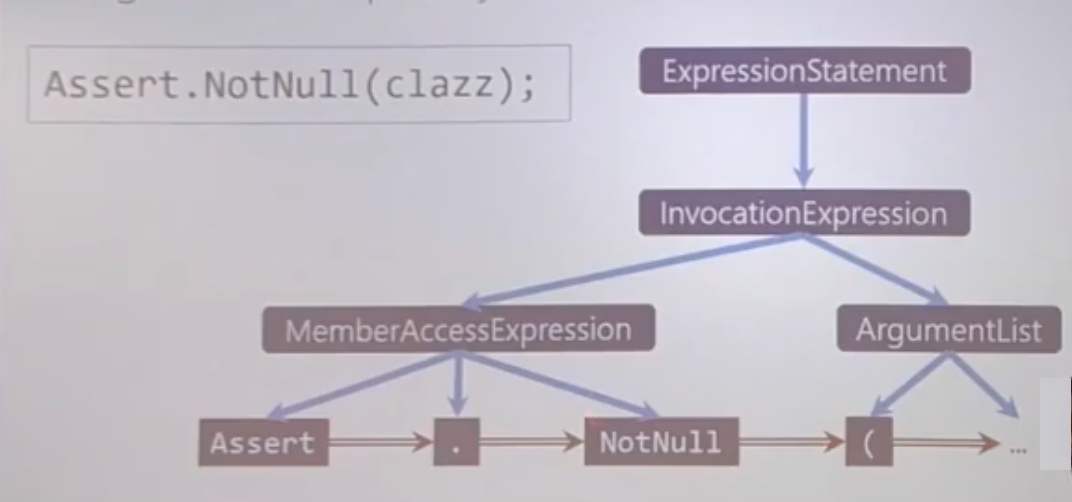 Assert.NotNull(clazz);
ExpressionStatement
InvocationExpression
MemberAccessExpression
ArgumentList
Assert . NotNull ( ...